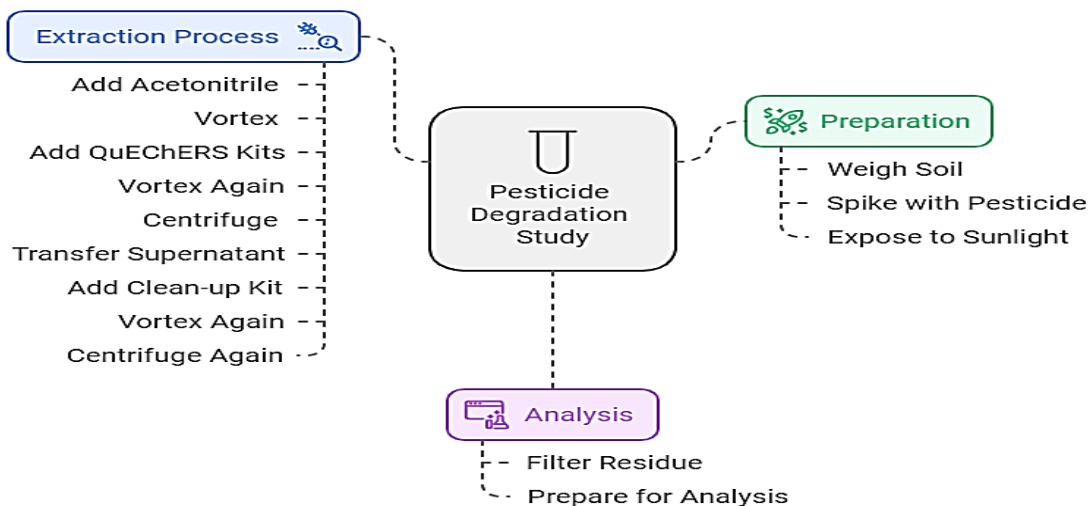 Extraction Process
Add Acetonitrile
Vortex
Add QuEChERS Kits
Vortex Again
Centrifuge
Transfer Supernatant
Add Clean-up Kit
Vortex Again
Centrifuge Again
Pesticide
Degradation
Study
Preparation
Weigh Soil
Spike with Pesticide
Expose to Sunlight
Analysis
Filter Residue
Prepare for Analysis